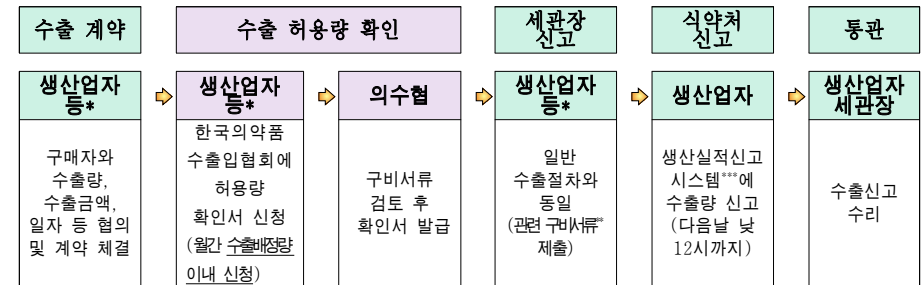 수출 계약
수출 허용량 확인
세관장
신고
식약처
신고
통관
생산업자
등*
생산업자
등*
의수협
생산업자
등*
생산업자
생산업자
세관장
구매자와
수출량,
수출금액,
일자 등 협의
및 계약 체결
한국의약품
수출입협회에
허용량
확인서 신청
(월간 수출배정량
이내 신청)
구비서류
검토 후
확인서 발급
일반
수출절차와
동일
(관련 구비서류**
제출)
생산실적신고
시스템***에
수출량 신고
(다음날 낮
12시까지)
수출신고
수리